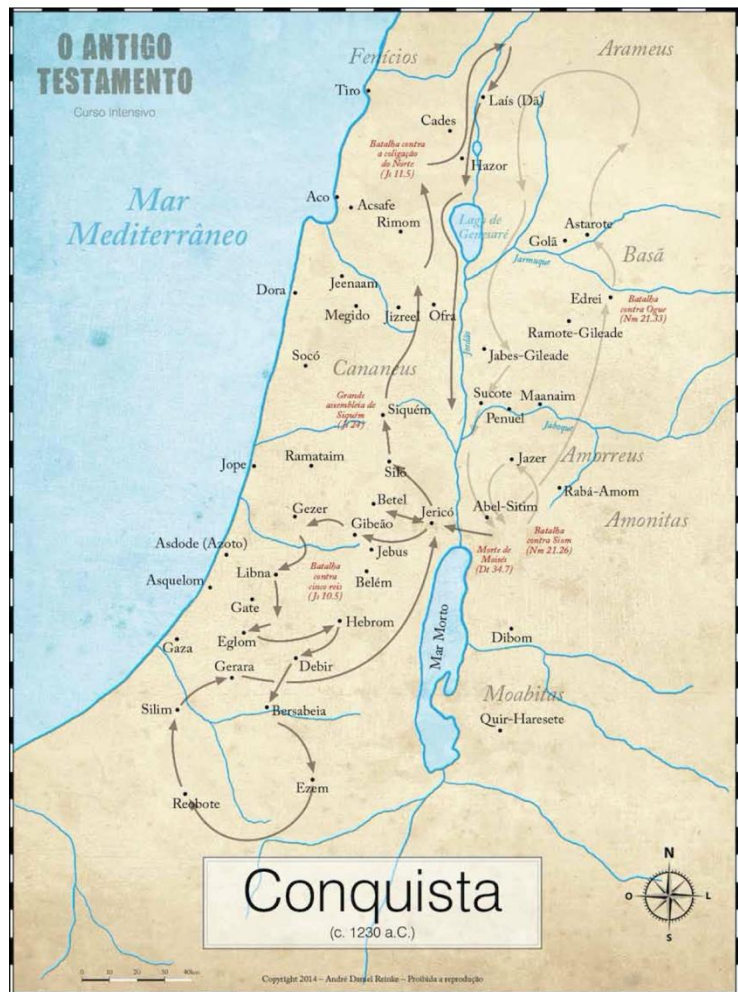 O ANTIGO
TESTAMENTO
Curso Intensivo
Fenícios
Arameus
Tiro
Laís (Dã)
Cades
Batalha contra
a coligação
do Norte
(Js 11.5)
Hazor
Mar
Mediterrâneo
Aco
Acsafe
Rimom
Lago de
Genesaré
Astarote
Golã
Jarmuque
Basã
Dora
Jeenaam
Megido
Jizreel
Ofra
Edrei
Batalha
contra Ogue
(Nm 21.33)
Ramote-Gileade
Jordão
Jabes-Gileade
Socó
Cananeus
Grande
assembleia de
Siquém
(Js 24)
Siquém
Sucote
Maanaim
Penuel
Jaboque
Jope
Ramataim
Siló
Jazer
Amorreus
Rabá-Amom
Betel
Gezer
Gibeão
Jericó
Abel-Sitim
Amonitas
Asdode (Azoto)
Jebus
Morte de
Moisés
(Dt 34.7)
Batalha
contra Siom
(Nm 21.26)
Asquelom
Libna
Batalha
contra
cinco reis
(Js 10.5)
Belém
Gate
Hebrom
Eglom
Gaza
Mar Morto
Dibom
Gerara
Debir
Moabitas
Silim
Bersabeia
Quir-Haresete
Ezem
Reobote
Conquista
(c. 1230 a.C.)
N
O
L
S
0 10 20 30 40km
Copyright 2014 – André Daniel Reinke – Proibida a reprodução